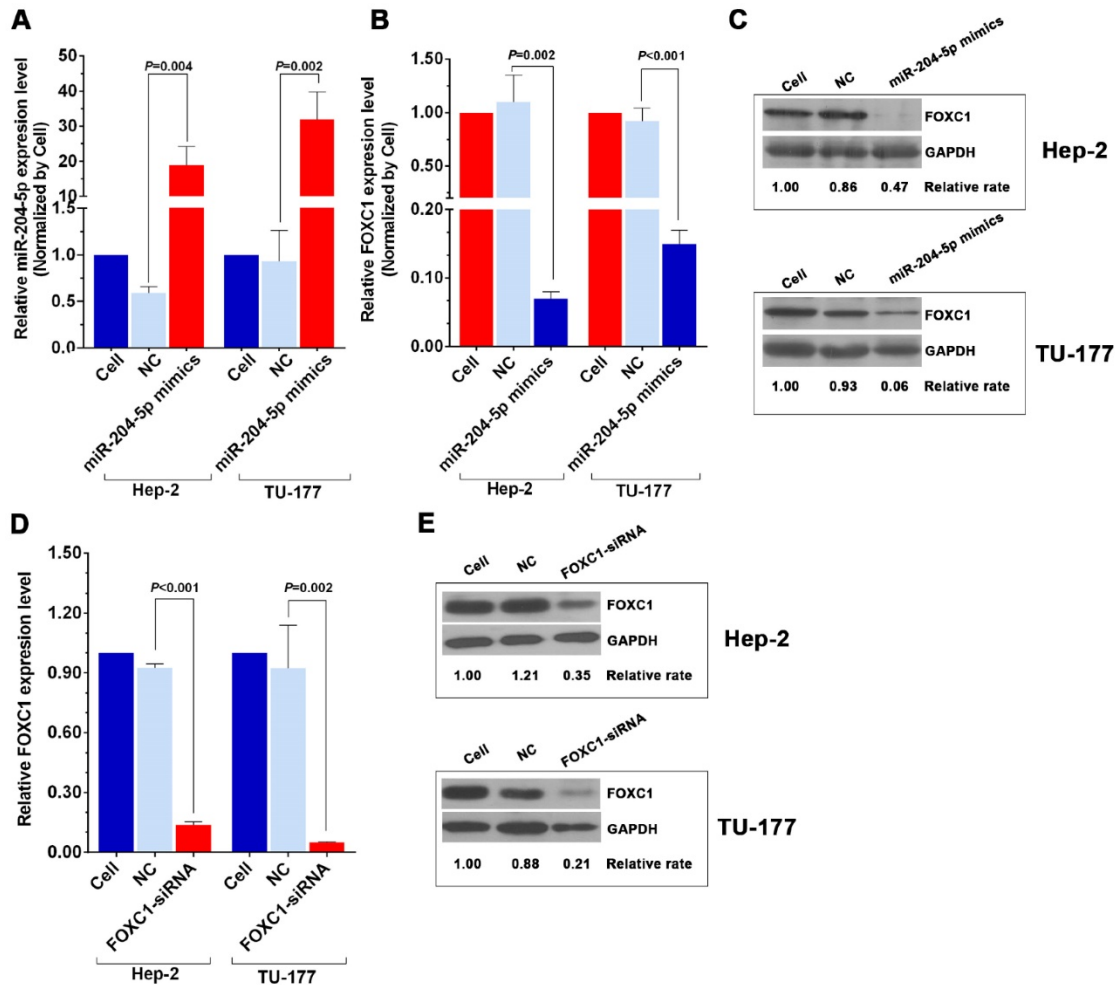 A
Relative miR-204-5p expression level
(Normalized by Cell)
50
40
30
20
10
1.0
0.5
0.0
P=0.004
P=0.002
Cell
NC
miR-204-5p mimics
Cell
NC
miR-204-5p mimics
Hep-2
TU-177
B
Relative FOXC1 expression level
(Normalized by Cell)
1.50
1.25
1.00
0.75
0.50
0.20
0.10
0.00
P=0.002
P<0.001
Cell
NC
miR-204-5p mimics
Cell
NC
miR-204-5p mimics
Hep-2
TU-177
C
Cell NC miR-204-5p mimics
FOXC1
GAPDH
1.00 0.86 0.47 Relative rate
Hep-2
Cell NC miR-204-5p mimics
FOXC1
GAPDH
1.00 0.93 0.06 Relative rate
TU-177
D
Relative FOXC1 expression level
1.50
1.20
0.90
0.60
0.30
0.00
P<0.001
P=0.002
Cell
NC
FOXC1-siRNA
Cell
NC
FOXC1-siRNA
Hep-2
TU-177
E
Cell NC FOXC1-siRNA
FOXC1
GAPDH
1.00 1.21 0.35 Relative rate
Hep-2
Cell NC FOXC1-siRNA
FOXC1
GAPDH
1.00 0.88 0.21 Relative rate
TU-177